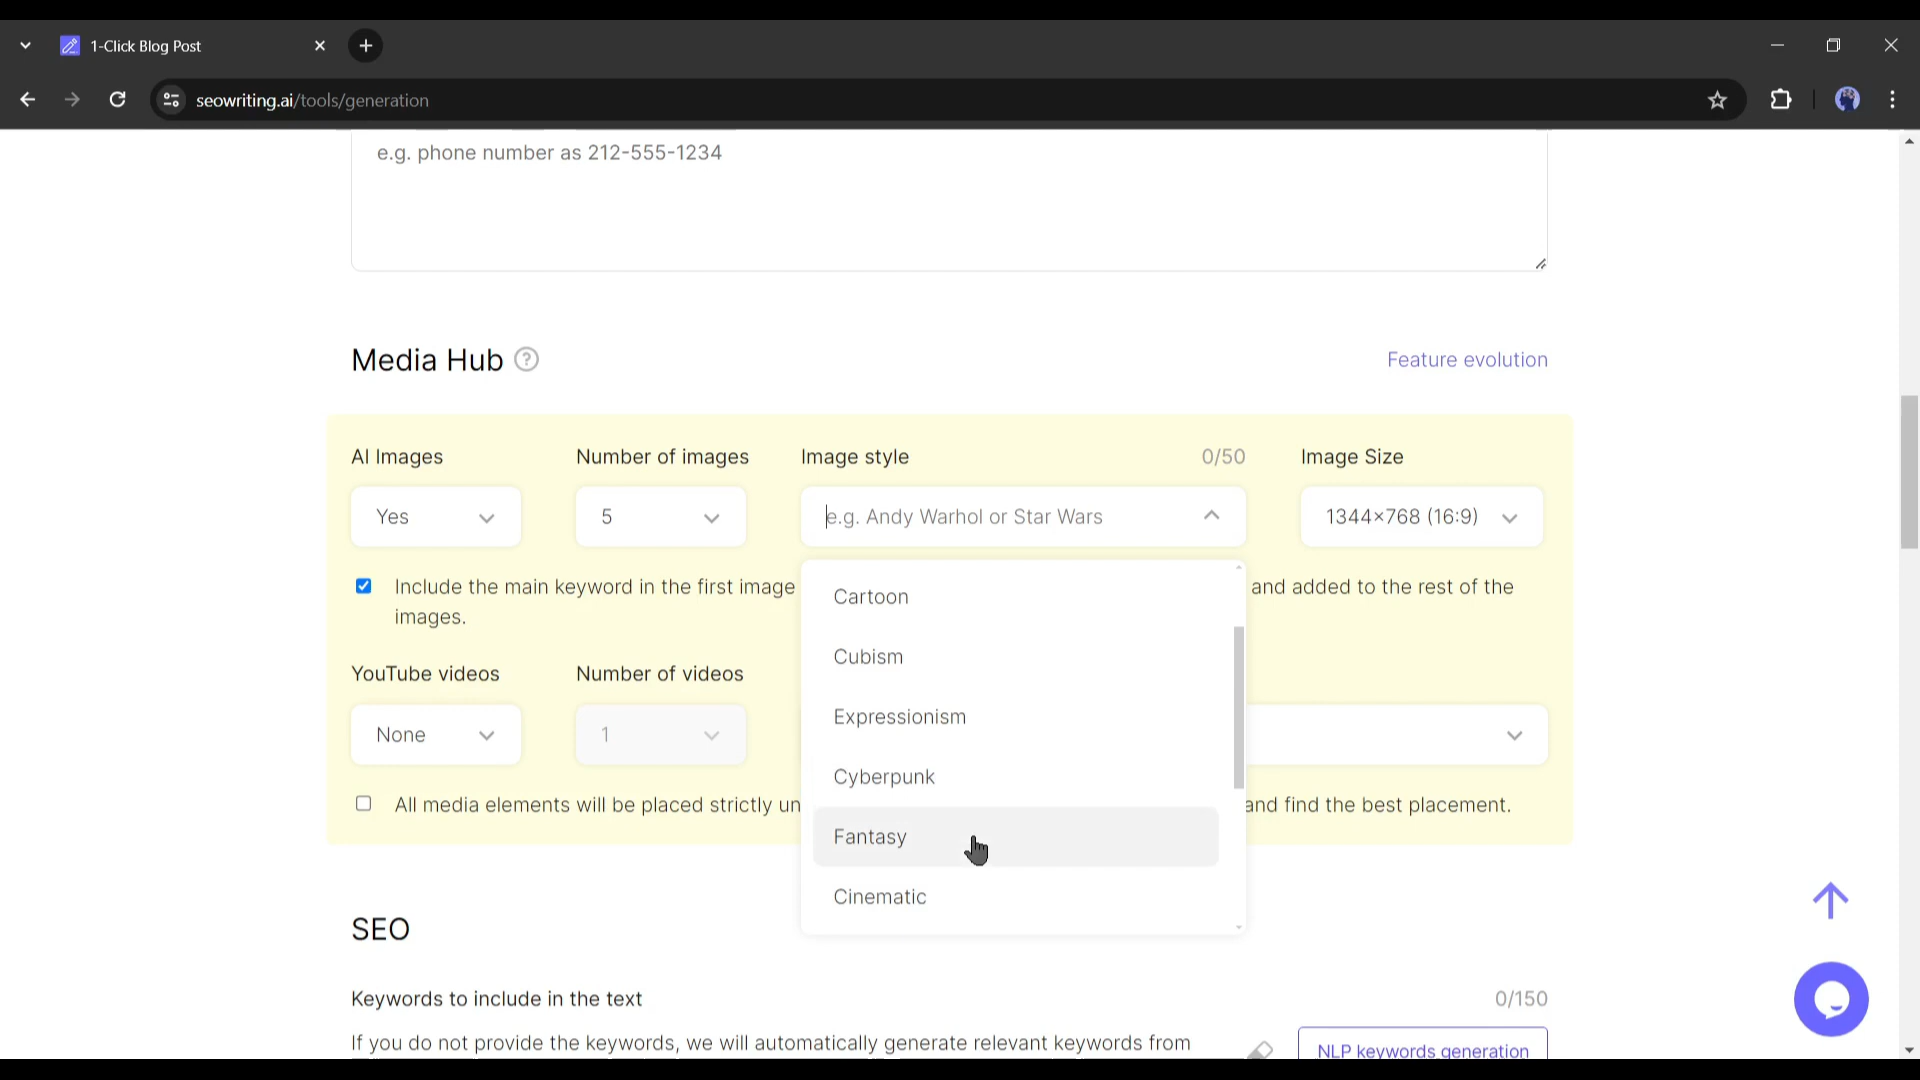 1-Click Blog Post
seowriting.ai/tools/generation
e.g. phone number as 212-555-1234
Media Hub ?
Feature evolution
AI Images
Number of images
Image style
0/50
Image Size
Yes
5
e.g. Andy Warhol or Star Wars
1344×768 (16:9)
Include the main keyword in the first image
and added to the rest of the
images.
Cartoon
Cubism
Expressionism
Cyberpunk
Fantasy
Cinematic
YouTube videos
Number of videos
None
1
All media elements will be placed strictly un
and find the best placement.
SEO
Keywords to include in the text
0/150
If you do not provide the keywords, we will automatically generate relevant keywords from
NLP keywords generation